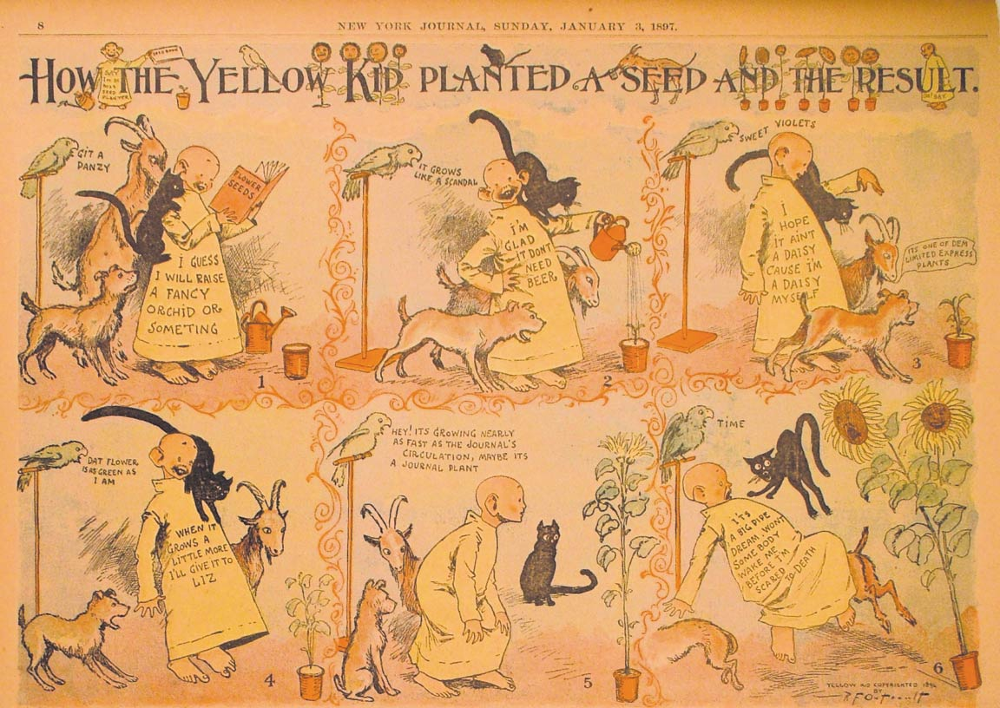 8
NEW YORK JOURNAL, SUNDAY, JANUARY 3, 1897.
HOW THE YELLOW KID PLANTED A SEED AND THE RESULT.
GIT A
DANZY
FLOWER
SEEDS
I GUESS
I WILL RAISE
A FANCY
ORCHID OR
SOMETING
1
IT GROWS
LIKE A SCANDAL
I'M
GLAD
IT DONT
NEED
BEER
2
SWEET VIOLETS
I
HOPE
IT AINT
A DAISY
CAUSE I'M
A DAISY
MYSELF
ITS ONE OF DEM
LIMITED EXPRESS
PLANTS
3
DAT FLOWER
IS AS GREEN AS
I AM
WHEN IT
GROWS A
LITTLE MORE
I'LL GIVE IT TO
LIZ
4
HEY! ITS GROWING NEARLY
AS FAST AS THE JOURNAL'S
CIRCULATION, MAYBE ITS
A JOURNAL PLANT
5
TIME
IT'S
A BIG PIPE
DREAM. WONT
SOME BODY
WAKE ME
BEFORE I'M
SCARED TO DEATH
6
YELLOW KID COPYRIGHTED 1896
BY
R F Outcault